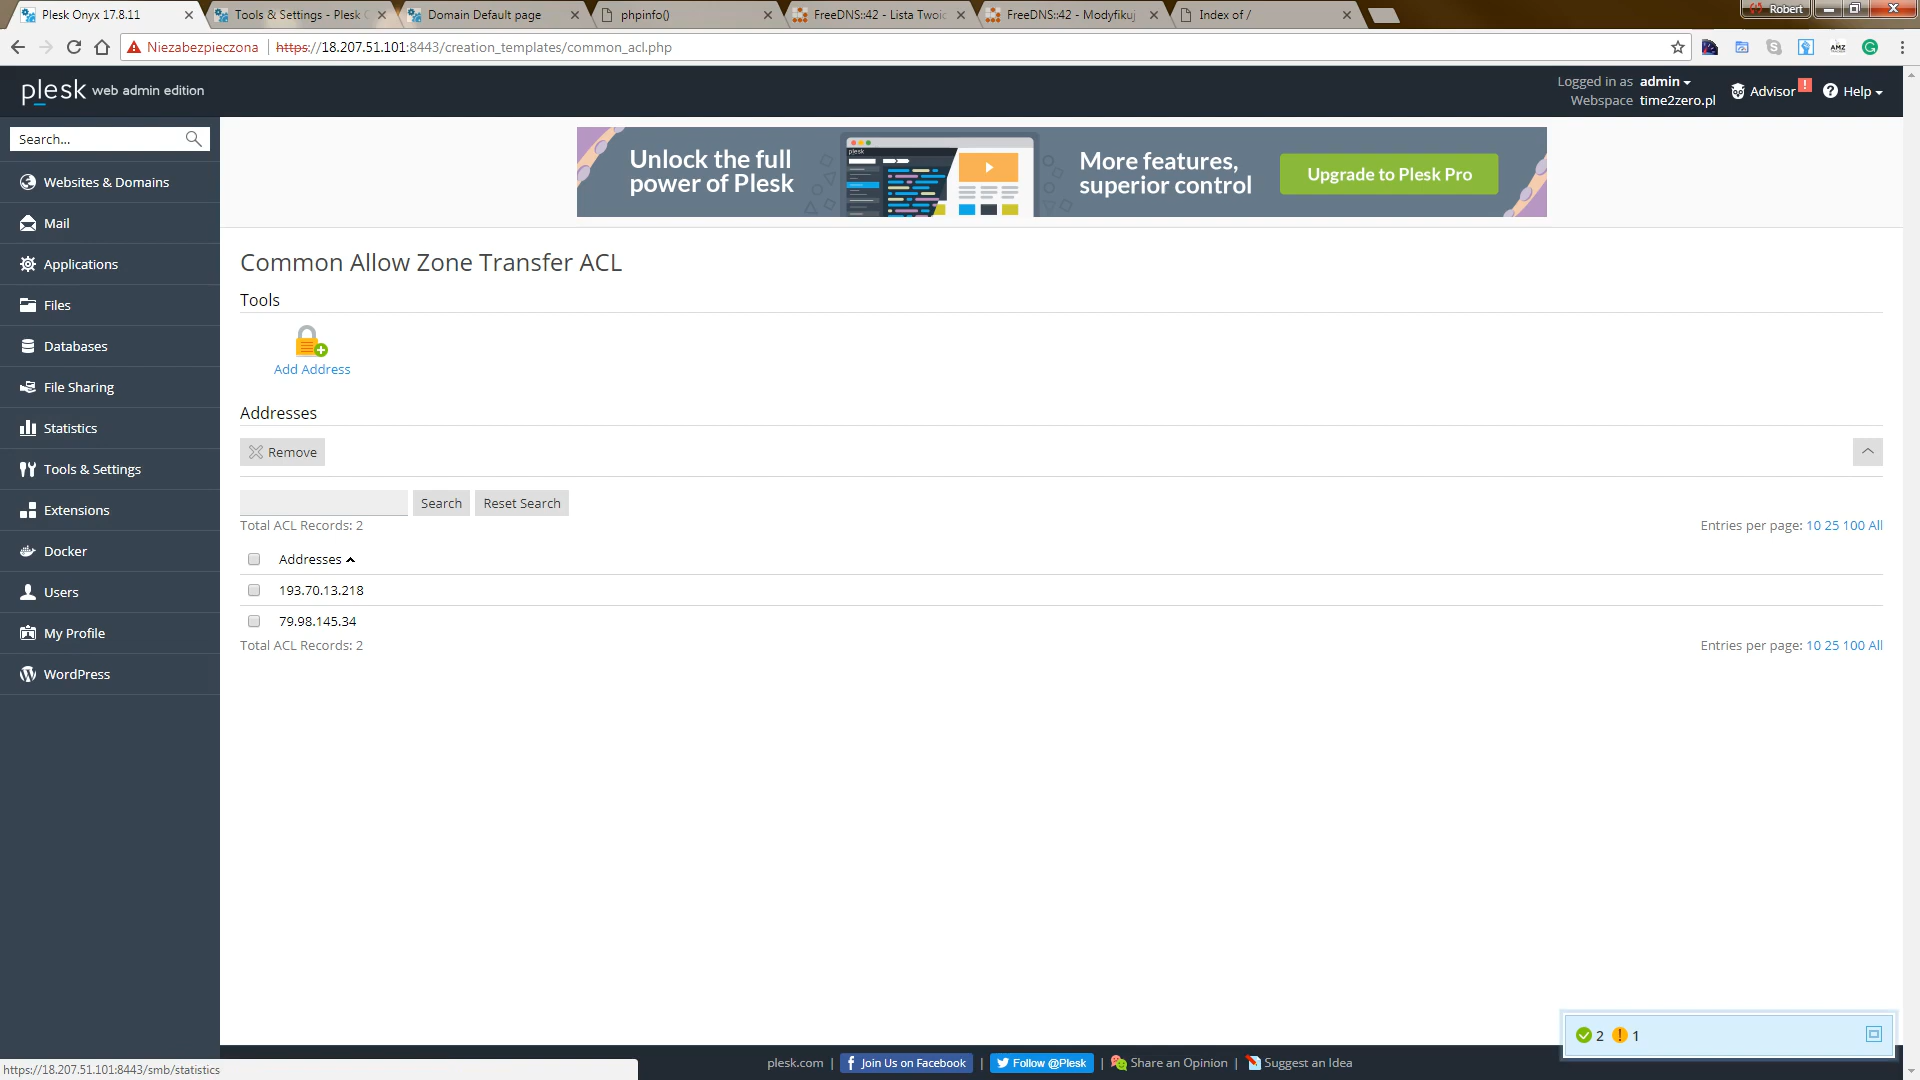 Plesk Onyx 17.8.11
Tools & Settings - Plesk O
Domain Default page
phpinfo()
FreeDNS::42 - Lista Twoic
FreeDNS::42 - Modyfikuj
Index of /
Robert
Niezabezpieczona
https://18.207.51.101:8443/creation_templates/common_acl.php
AMZ
plesk web admin edition
Logged in as admin
Webspace time2zero.pl
Advisor !
? Help
Search...
Websites & Domains
Mail
Applications
Files
Databases
File Sharing
Statistics
Tools & Settings
Extensions
Docker
Users
My Profile
WordPress
Unlock the full
power of Plesk
plesk
More features,
superior control
Upgrade to Plesk Pro
Common Allow Zone Transfer ACL
Tools
Add Address
Addresses
Remove
Search
Reset Search
Total ACL Records: 2
Entries per page: 10 25 100 All
Addresses
193.70.13.218
79.98.145.34
Total ACL Records: 2
Entries per page: 10 25 100 All
2 ! 1
plesk.com | Join Us on Facebook | Follow @Plesk | Share an Opinion | Suggest an Idea
https://18.207.51.101:8443/smb/statistics